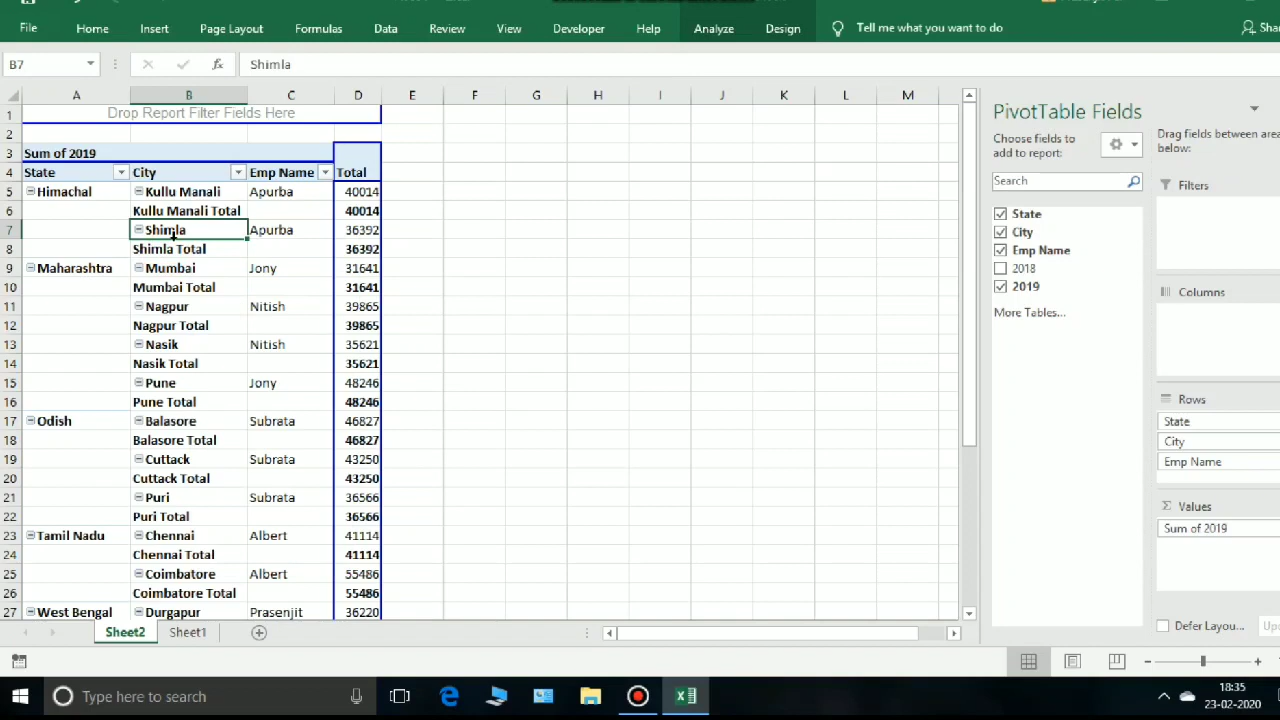 File Home Insert Page Layout Formulas Data Review View Developer Help Analyze Design Tell me what you want to do
B7 fx Shimla
A B C D E F G H I J K L M
1 Drop Report Filter Fields Here
2
3 Sum of 2019
4 State City Emp Name Total
5 Himachal Kullu Manali Apurba 40014
6 Kullu Manali Total 40014
7 Shimla Apurba 36392
8 Shimla Total 36392
9 Maharashtra Mumbai Jony 31641
10 Mumbai Total 31641
11 Nagpur Nitish 39865
12 Nagpur Total 39865
13 Nasik Nitish 35621
14 Nasik Total 35621
15 Pune Jony 48246
16 Pune Total 48246
17 Odish Balasore Subrata 46827
18 Balasore Total 46827
19 Cuttack Subrata 43250
20 Cuttack Total 43250
21 Puri Subrata 36566
22 Puri Total 36566
23 Tamil Nadu Chennai Albert 41114
24 Chennai Total 41114
25 Coimbatore Albert 55486
26 Coimbatore Total 55486
27 West Bengal Durgapur Prasenjit 36220
Sheet2 Sheet1
PivotTable Fields
Choose fields to
add to report:
Search
State
City
Emp Name
2018
2019
More Tables...
Drag fields between area
below:
Filters
Columns
Rows
State
City
Emp Name
Σ Values
Sum of 2019
Defer Layou...
Type here to search
18:35
23-02-2020